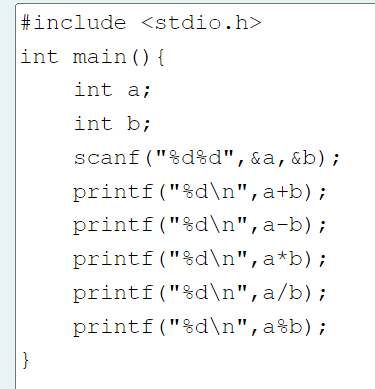 #include <stdio.h>
int main(){
    int a;
    int b;
    scanf("%d%d",&a,&b);
    printf("%d\n",a+b);
    printf("%d\n",a-b);
    printf("%d\n",a*b);
    printf("%d\n",a/b);
    printf("%d\n",a%b);
}